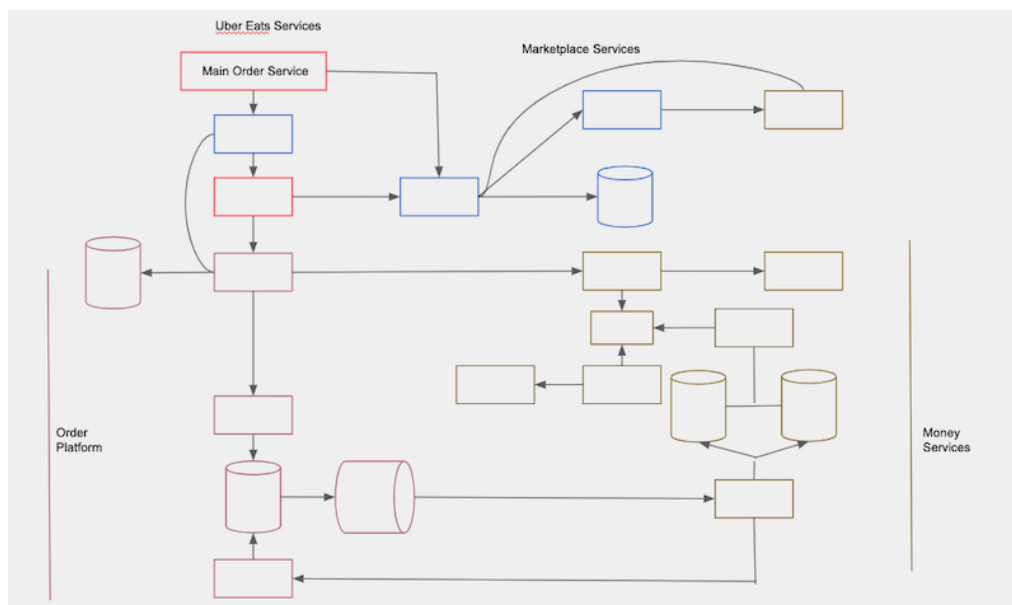 Uber Eats Services
Marketplace Services
Main Order Service
Order
Platform
Money
Services